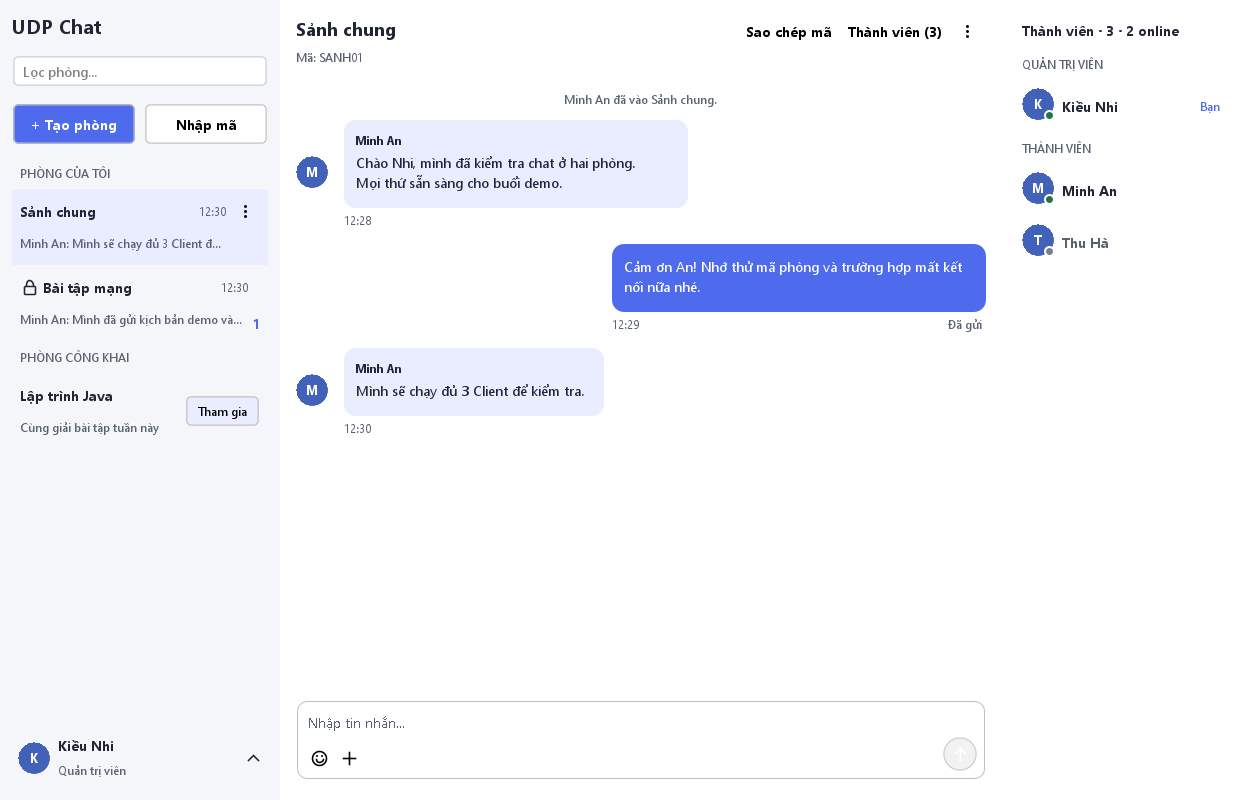 UDP Chat
Lọc phòng...
+ Tạo phòng
Nhập mã
PHÒNG CỦA TÔI
Sảnh chung
12:30
Minh An: Mình sẽ chạy đủ 3 Client đ...
Bài tập mạng
12:30
Minh An: Mình đã gửi kịch bản demo và...
1
PHÒNG CÔNG KHAI
Lập trình Java
Cùng giải bài tập tuần này
Tham gia
K
Kiều Nhi
Quản trị viên
Sảnh chung
Mã: SANH01
Sao chép mã
Thành viên (3)
Minh An đã vào Sảnh chung.
M
Minh An
Chào Nhi, mình đã kiểm tra chat ở hai phòng.
Mọi thứ sẵn sàng cho buổi demo.
12:28
Cảm ơn An! Nhớ thử mã phòng và trường hợp mất kết
nối nữa nhé.
12:29
Đã gửi
M
Minh An
Mình sẽ chạy đủ 3 Client để kiểm tra.
12:30
Nhập tin nhắn...
Thành viên - 3 - 2 online
QUẢN TRỊ VIÊN
K
Kiều Nhi
Bạn
THÀNH VIÊN
M
Minh An
T
Thu Hà